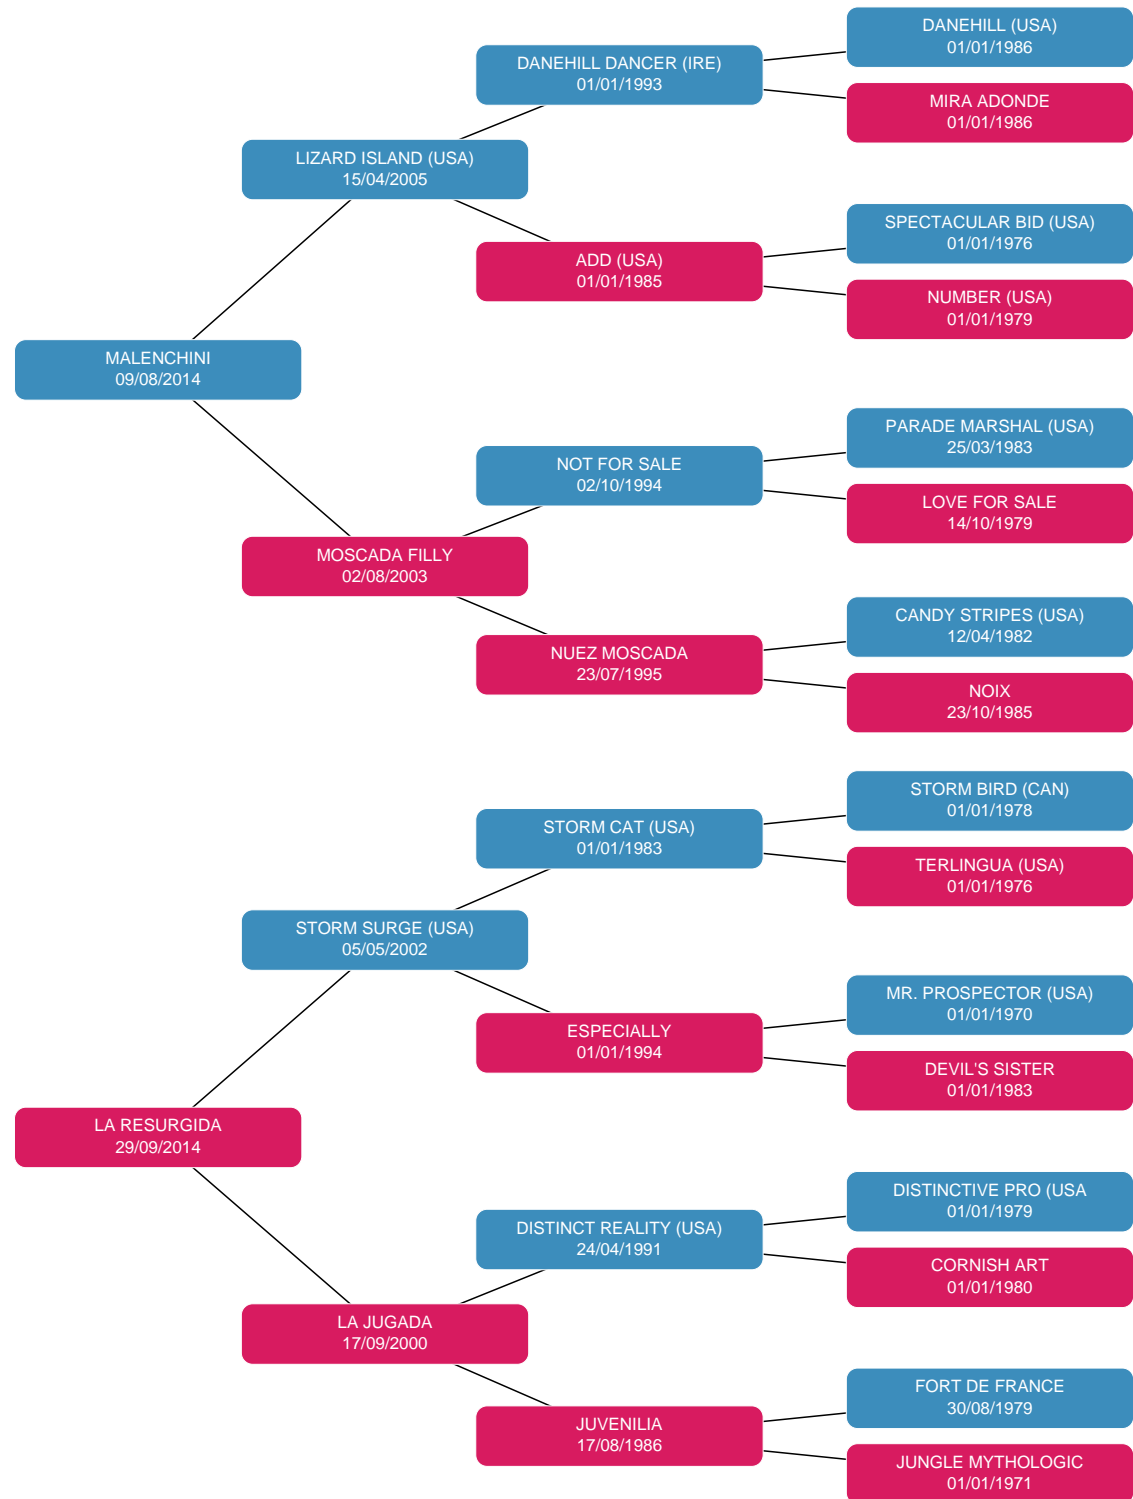 DANEHILL (USA)
01/01/1986
DANEHILL DANCER (IRE)
01/01/1993
MIRA ADONDE
01/01/1986
LIZARD ISLAND (USA)
15/04/2005
SPECTACULAR BID (USA)
01/01/1976
ADD (USA)
01/01/1985
NUMBER (USA)
01/01/1979
MALENCHINI
09/08/2014
PARADE MARSHAL (USA)
25/03/1983
NOT FOR SALE
02/10/1994
LOVE FOR SALE
14/10/1979
MOSCADA FILLY
02/08/2003
CANDY STRIPES (USA)
12/04/1982
NUEZ MOSCADA
23/07/1995
NOIX
23/10/1985
STORM BIRD (CAN)
01/01/1978
STORM CAT (USA)
01/01/1983
TERLINGUA (USA)
01/01/1976
STORM SURGE (USA)
05/05/2002
MR. PROSPECTOR (USA)
01/01/1970
ESPECIALLY
01/01/1994
DEVIL'S SISTER
01/01/1983
LA RESURGIDA
29/09/2014
DISTINCTIVE PRO (USA
01/01/1979
DISTINCT REALITY (USA)
24/04/1991
CORNISH ART
01/01/1980
LA JUGADA
17/09/2000
FORT DE FRANCE
30/08/1979
JUVENILIA
17/08/1986
JUNGLE MYTHOLOGIC
01/01/1971